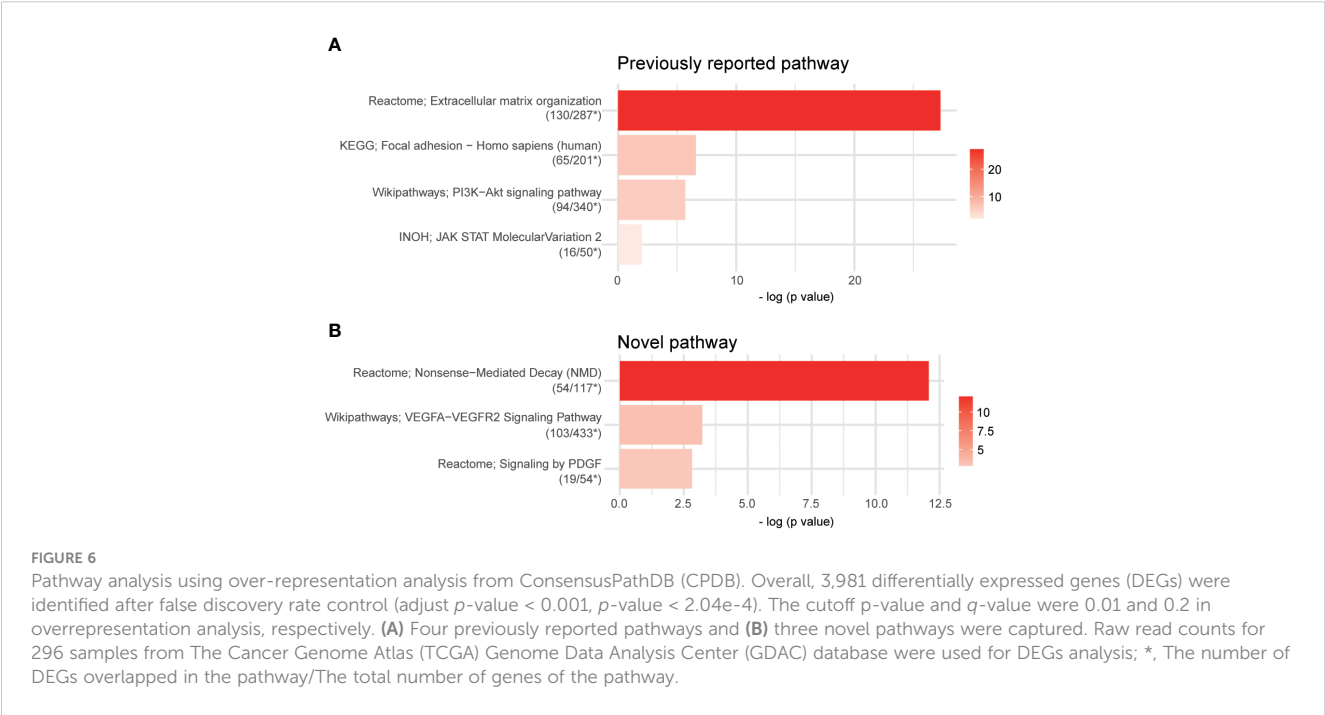 A
Previously reported pathway
Reactome; Extracellular matrix organization
(130/287*)
KEGG; Focal adhesion − Homo sapiens (human)
(65/201*)
Wikipathways; PI3K−Akt signaling pathway
(94/340*)
INOH; JAK STAT MolecularVariation 2
(16/50*)
20
10
0 10 20
- log (p value)
B
Novel pathway
Reactome; Nonsense−Mediated Decay (NMD)
(54/117*)
Wikipathways; VEGFA−VEGFR2 Signaling Pathway
(103/433*)
Reactome; Signaling by PDGF
(19/54*)
10
7.5
5
0.0 2.5 5.0 7.5 10.0 12.5
- log (p value)
FIGURE 6
Pathway analysis using over-representation analysis from ConsensusPathDB (CPDB). Overall, 3,981 differentially expressed genes (DEGs) were
identified after false discovery rate control (adjust p-value < 0.001, p-value < 2.04e-4). The cutoff p-value and q-value were 0.01 and 0.2 in
overrepresentation analysis, respectively. (A) Four previously reported pathways and (B) three novel pathways were captured. Raw read counts for
296 samples from The Cancer Genome Atlas (TCGA) Genome Data Analysis Center (GDAC) database were used for DEGs analysis; *, The number of
DEGs overlapped in the pathway/The total number of genes of the pathway.